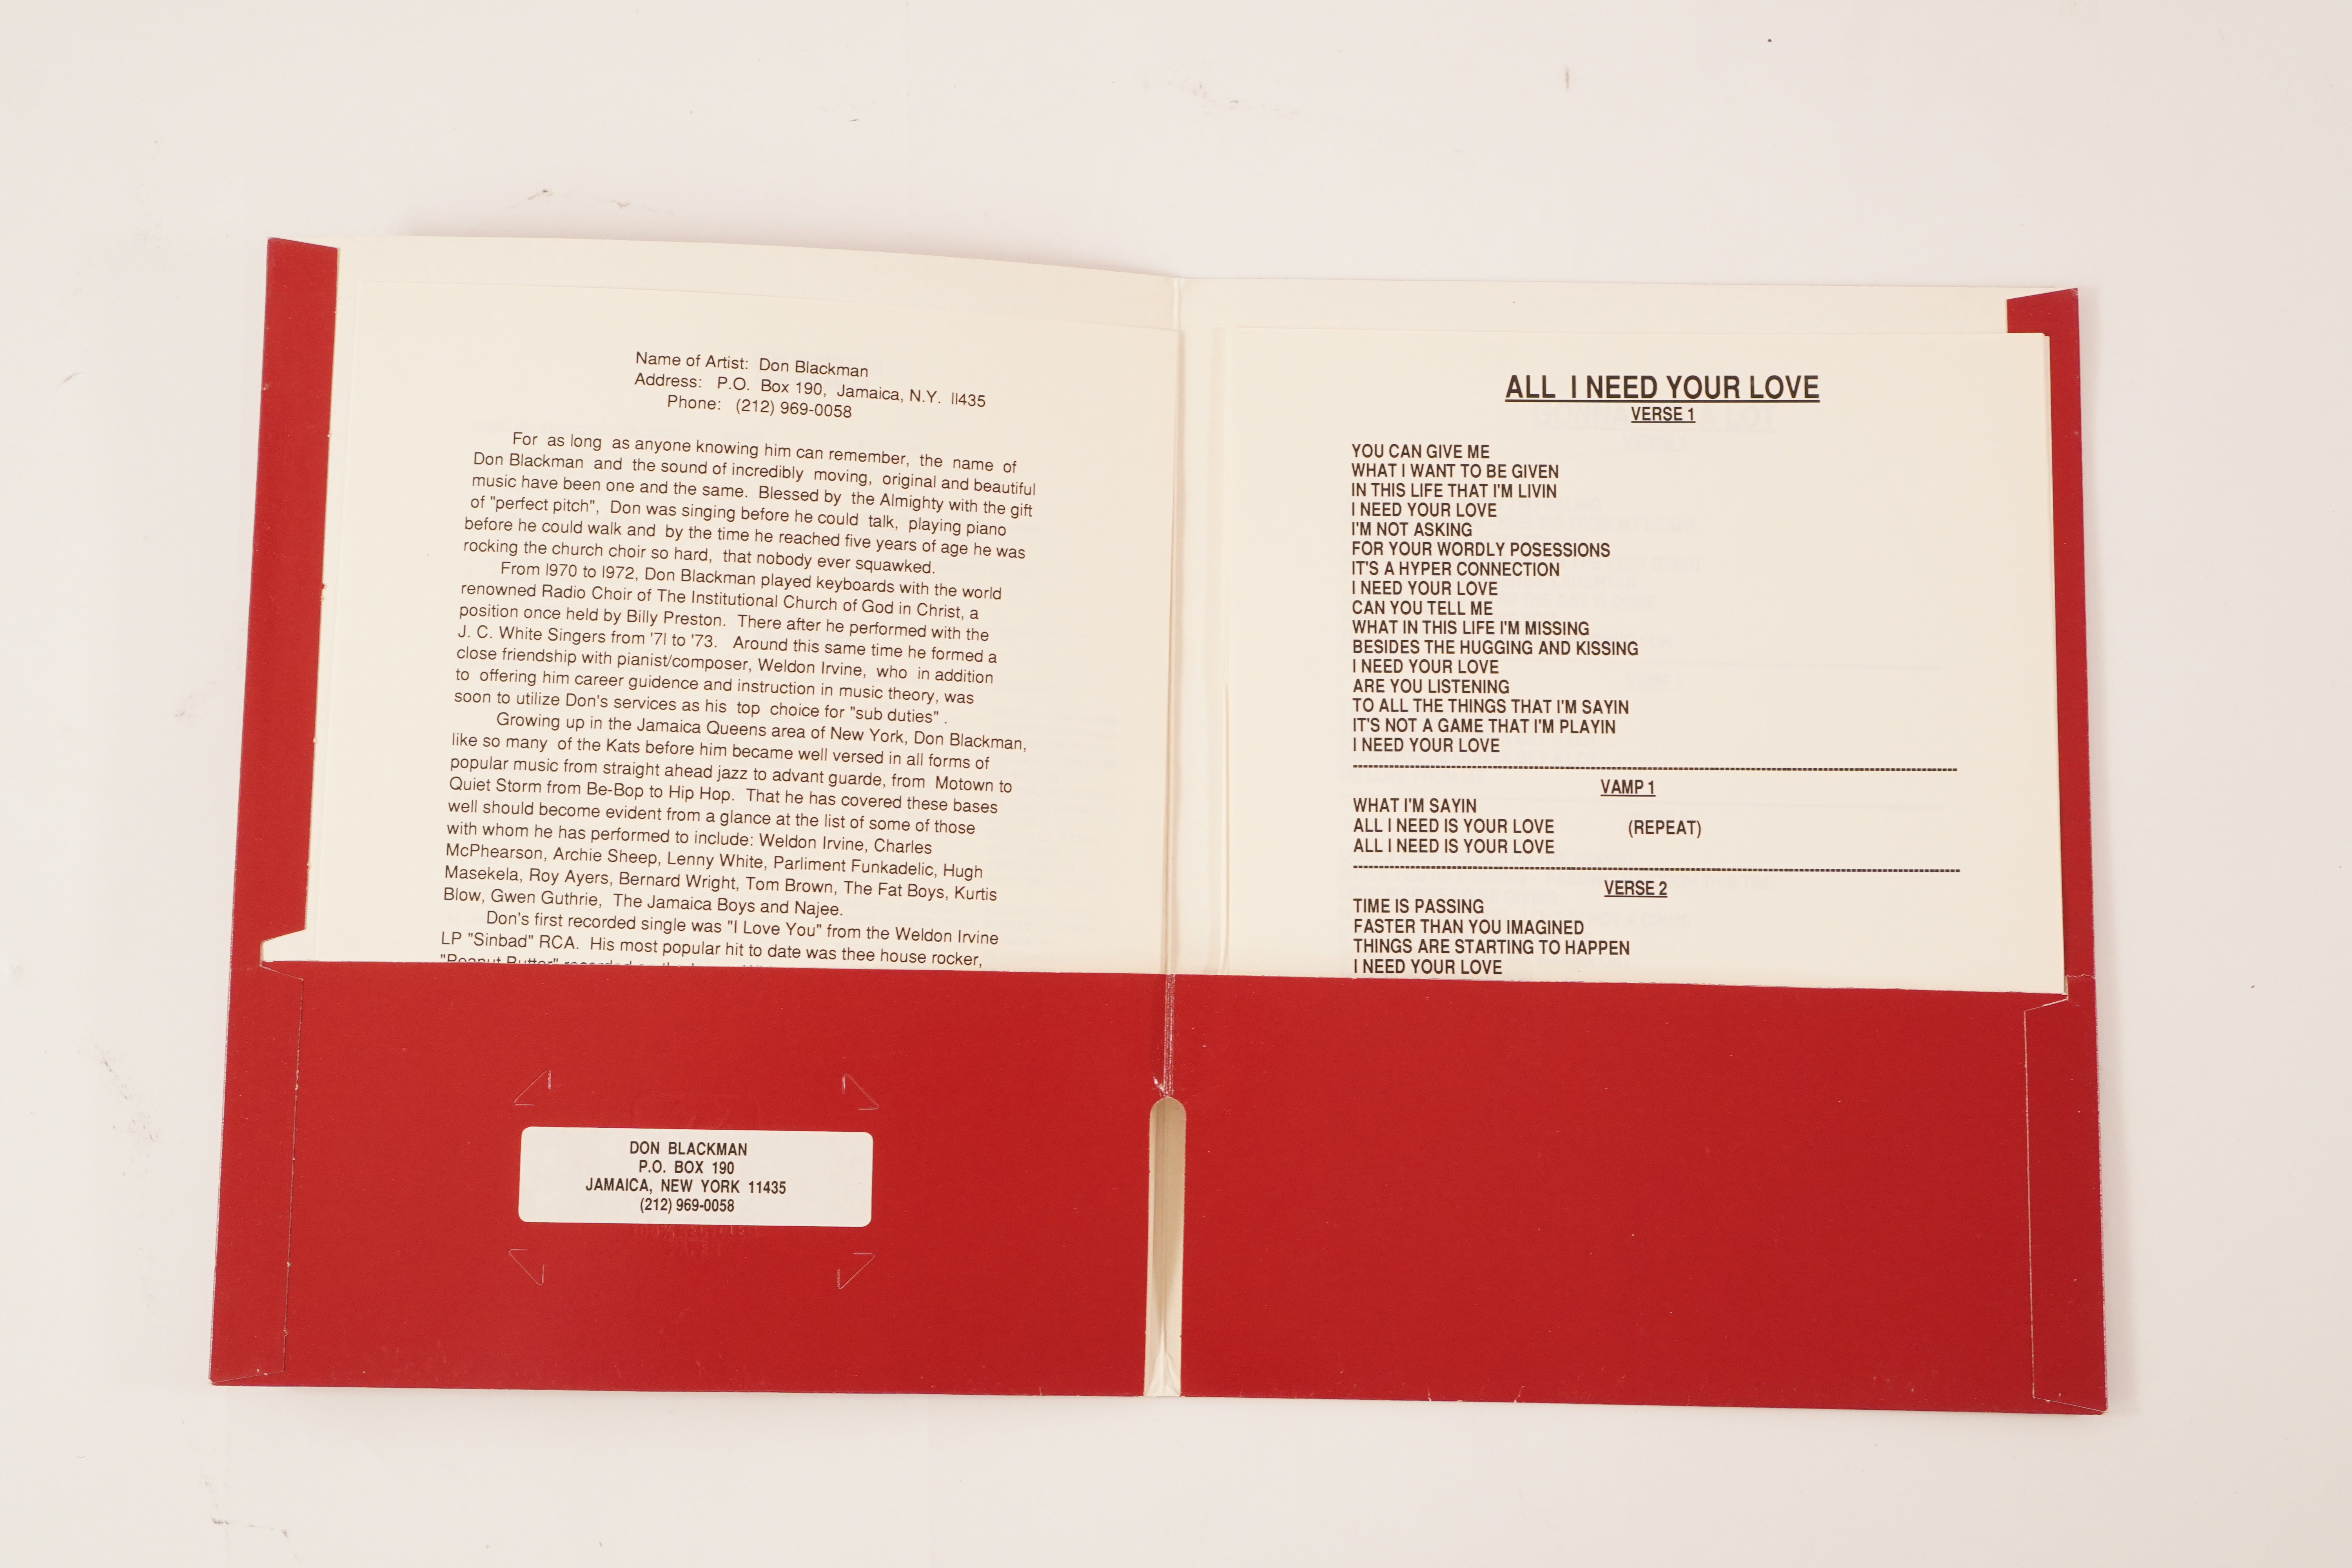 Name of Artist: Don Blackman
Address: P.O. Box 190, Jamaica, N.Y. ll435
Phone: (212) 969-0058
For as long as anyone knowing him can remember, the name of
Don Blackman and the sound of incredibly moving, original and beautiful
music have been one and the same. Blessed by the Almighty with the gift
of "perfect pitch", Don was singing before he could talk, playing piano
before he could walk and by the time he reached five years of age he was
rocking the church choir so hard, that nobody ever squawked.
From l970 to l972, Don Blackman played keyboards with the world
renowned Radio Choir of The Institutional Church of God in Christ, a
position once held by Billy Preston. There after he performed with the
J. C. White Singers from '7l to '73. Around this same time he formed a
close friendship with pianist/composer, Weldon Irvine, who in addition
to offering him career guidance and instruction in music theory, was
soon to utilize Don's services as his top choice for "sub duties" .
Growing up in the Jamaica Queens area of New York, Don Blackman,
like so many of the Kats before him became well versed in all forms of
popular music from straight ahead jazz to advant guarde, from Motown to
Quiet Storm from Be-Bop to Hip Hop. That he has covered these bases
well should become evident from a glance at the list of some of those
with whom he has performed to include: Weldon Irvine, Charles
McPhearson, Archie Sheep, Lenny White, Parliment Funkadelic, Hugh
Masekela, Roy Ayers, Bernard Wright, Tom Brown, The Fat Boys, Kurtis
Blow, Gwen Guthrie, The Jamaica Boys and Najee.
Don's first recorded single was "I Love You" from the Weldon Irvine
LP "Sinbad" RCA. His most popular hit to date was thee house rocker,
"Peanut Butter" recorded
DON BLACKMAN
P.O. BOX 190
JAMAICA, NEW YORK 11435
(212) 969-0058
ALL I NEED YOUR LOVE
VERSE 1
YOU CAN GIVE ME
WHAT I WANT TO BE GIVEN
IN THIS LIFE THAT I'M LIVIN
I NEED YOUR LOVE
I'M NOT ASKING
FOR YOUR WORDLY POSESSIONS
IT'S A HYPER CONNECTION
I NEED YOUR LOVE
CAN YOU TELL ME
WHAT IN THIS LIFE I'M MISSING
BESIDES THE HUGGING AND KISSING
I NEED YOUR LOVE
ARE YOU LISTENING
TO ALL THE THINGS THAT I'M SAYIN
IT'S NOT A GAME THAT I'M PLAYIN
I NEED YOUR LOVE
VAMP 1
WHAT I'M SAYIN
ALL I NEED IS YOUR LOVE (REPEAT)
ALL I NEED IS YOUR LOVE
VERSE 2
TIME IS PASSING
FASTER THAN YOU IMAGINED
THINGS ARE STARTING TO HAPPEN
I NEED YOUR LOVE